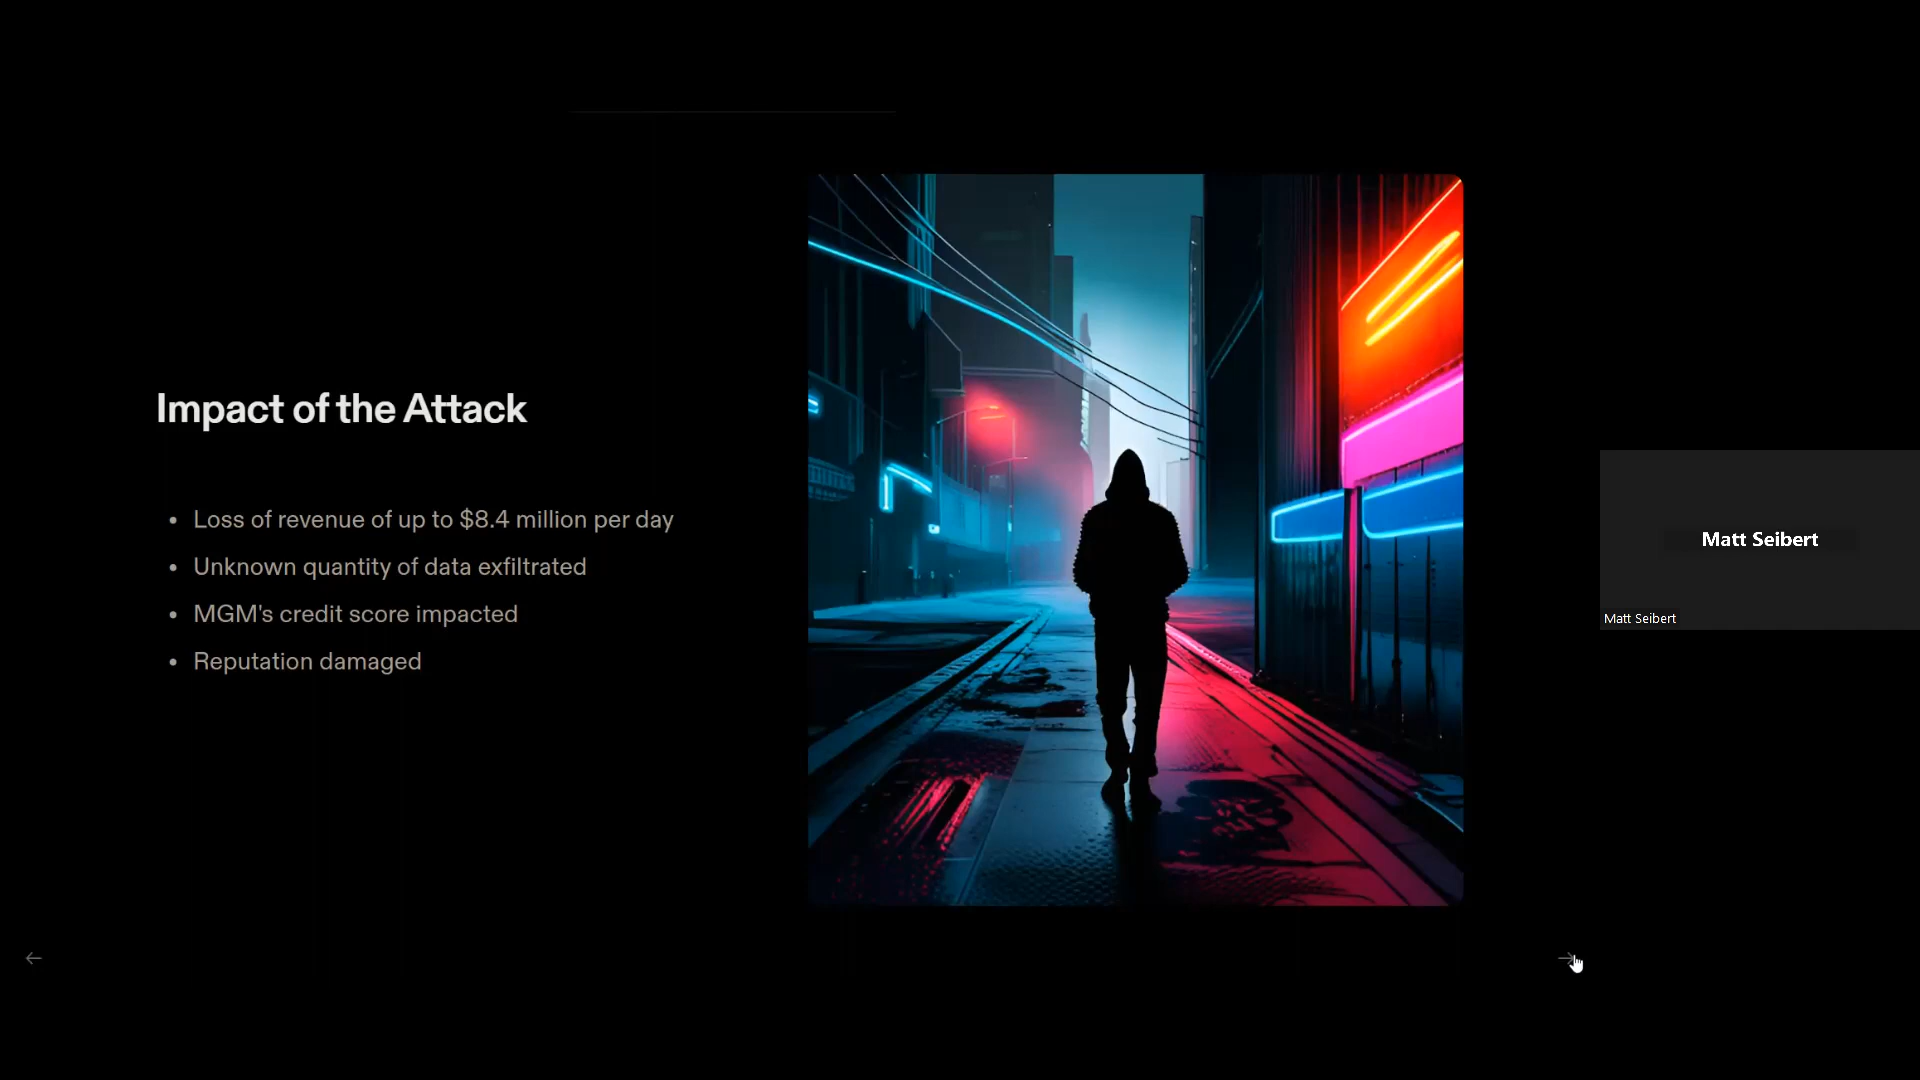 Impact of the Attack
Loss of revenue of up to $8.4 million per day
Unknown quantity of data exfiltrated
MGM's credit score impacted
Reputation damaged
Matt Seibert
Matt Seibert